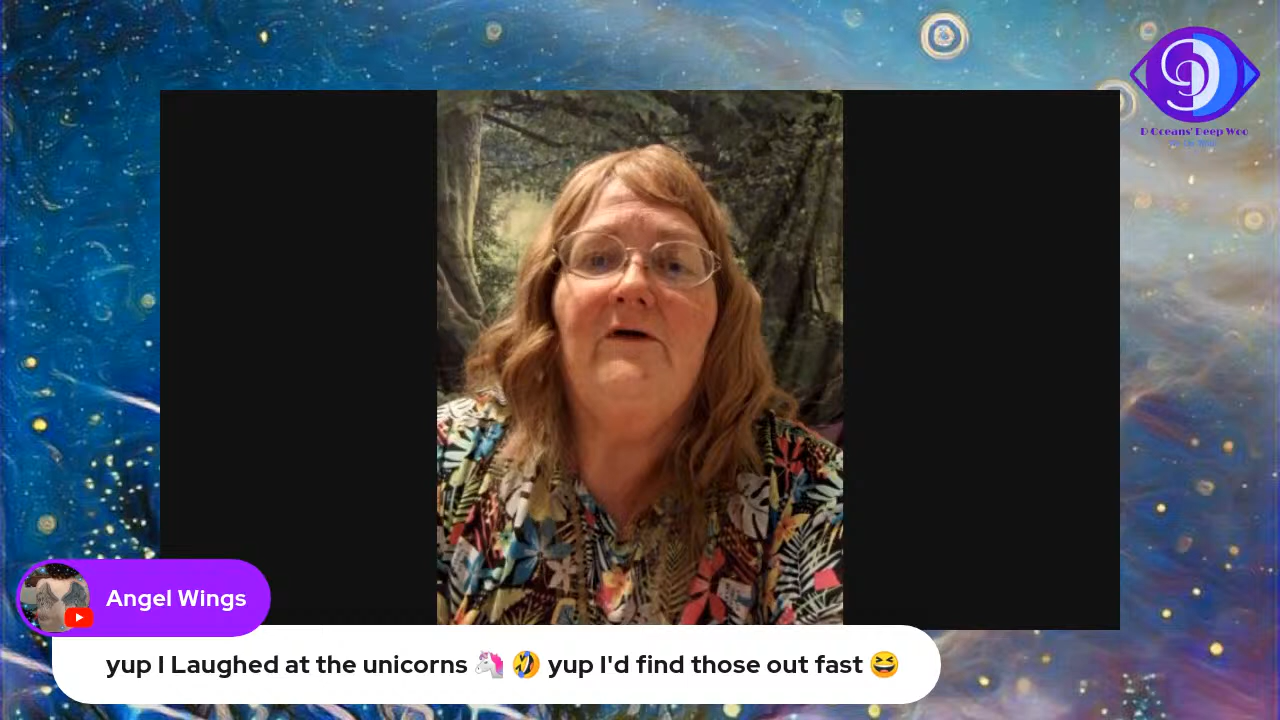 D Oceans' Deep Woo
Angel Wings
yup I Laughed at the unicorns 🦄 🤣 yup I'd find those out fast 😆